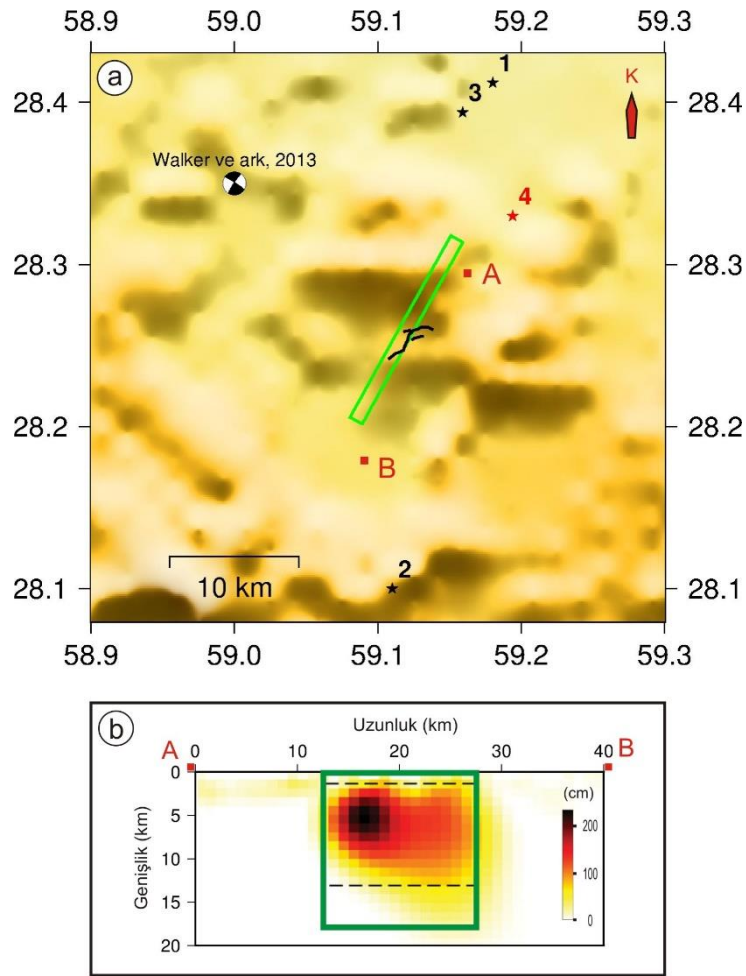 58.9 59.0 59.1 59.2 59.3
a
1
3
K
28.4 28.4
Walker ve ark, 2013
4
28.3 28.3
A
28.2 28.2
B
2
28.1 28.1
10 km
58.9 59.0 59.1 59.2 59.3
b
Uzunluk (km)
A B
0 10 20 30 40
0
(cm)
5
200
Genişlik (km)
10
100
15
0
20